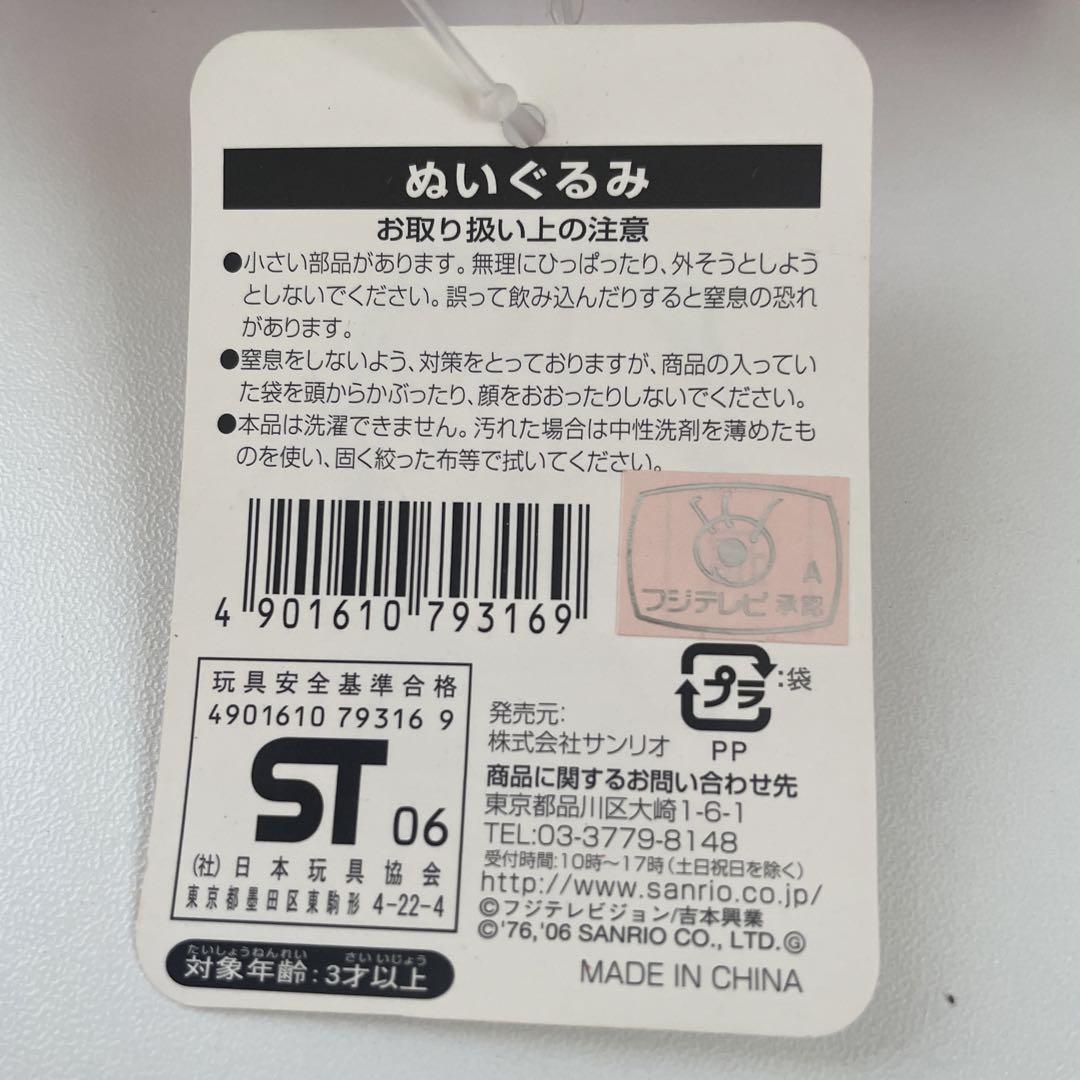 ぬいぐるみ
お取り扱い上の注意
●小さい部品があります。無理にひっぱったり、外そうとしよう
としないでください。誤って飲み込んだりすると窒息の恐れ
があります。
●窒息をしないよう、対策をとっておりますが、商品の入ってい
た袋を頭からかぶったり、顔をおおったりしないでください。
●本品は洗濯できません。汚れた場合は中性洗剤を薄めたも
のを使い、固く絞った布等で拭いてください。
4 901610 793169
A
フジテレビ 承認
玩具安全基準合格
4901610 79316 9
ST 06
(社)日本玩具協会
東京都墨田区東駒形 4-22-4
たいしょうねんれい さいいじょう
対象年齢:3才以上
プラ :袋
PP
発売元:
株式会社サンリオ
商品に関するお問い合わせ先
東京都品川区大崎1-6-1
TEL:03-3779-8148
受付時間:10時〜17時(土日祝日を除く)
http://www.sanrio.co.jp/
©フジテレビジョン/吉本興業
©'76,'06 SANRIO CO., LTD.Ⓖ
MADE IN CHINA